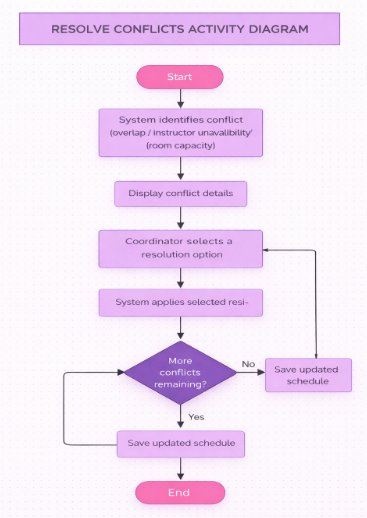 RESOLVE CONFLICTS ACTIVITY DIAGRAM
Start
System identifies conflict
(overlap / instructor unavalibility'
(room capacity)
Display conflict details
Coordinator selects a
resolution option
System applies selected resi-
More
conflicts
remaining?
No
Save updated
schedule
Yes
Save updated schedule
End